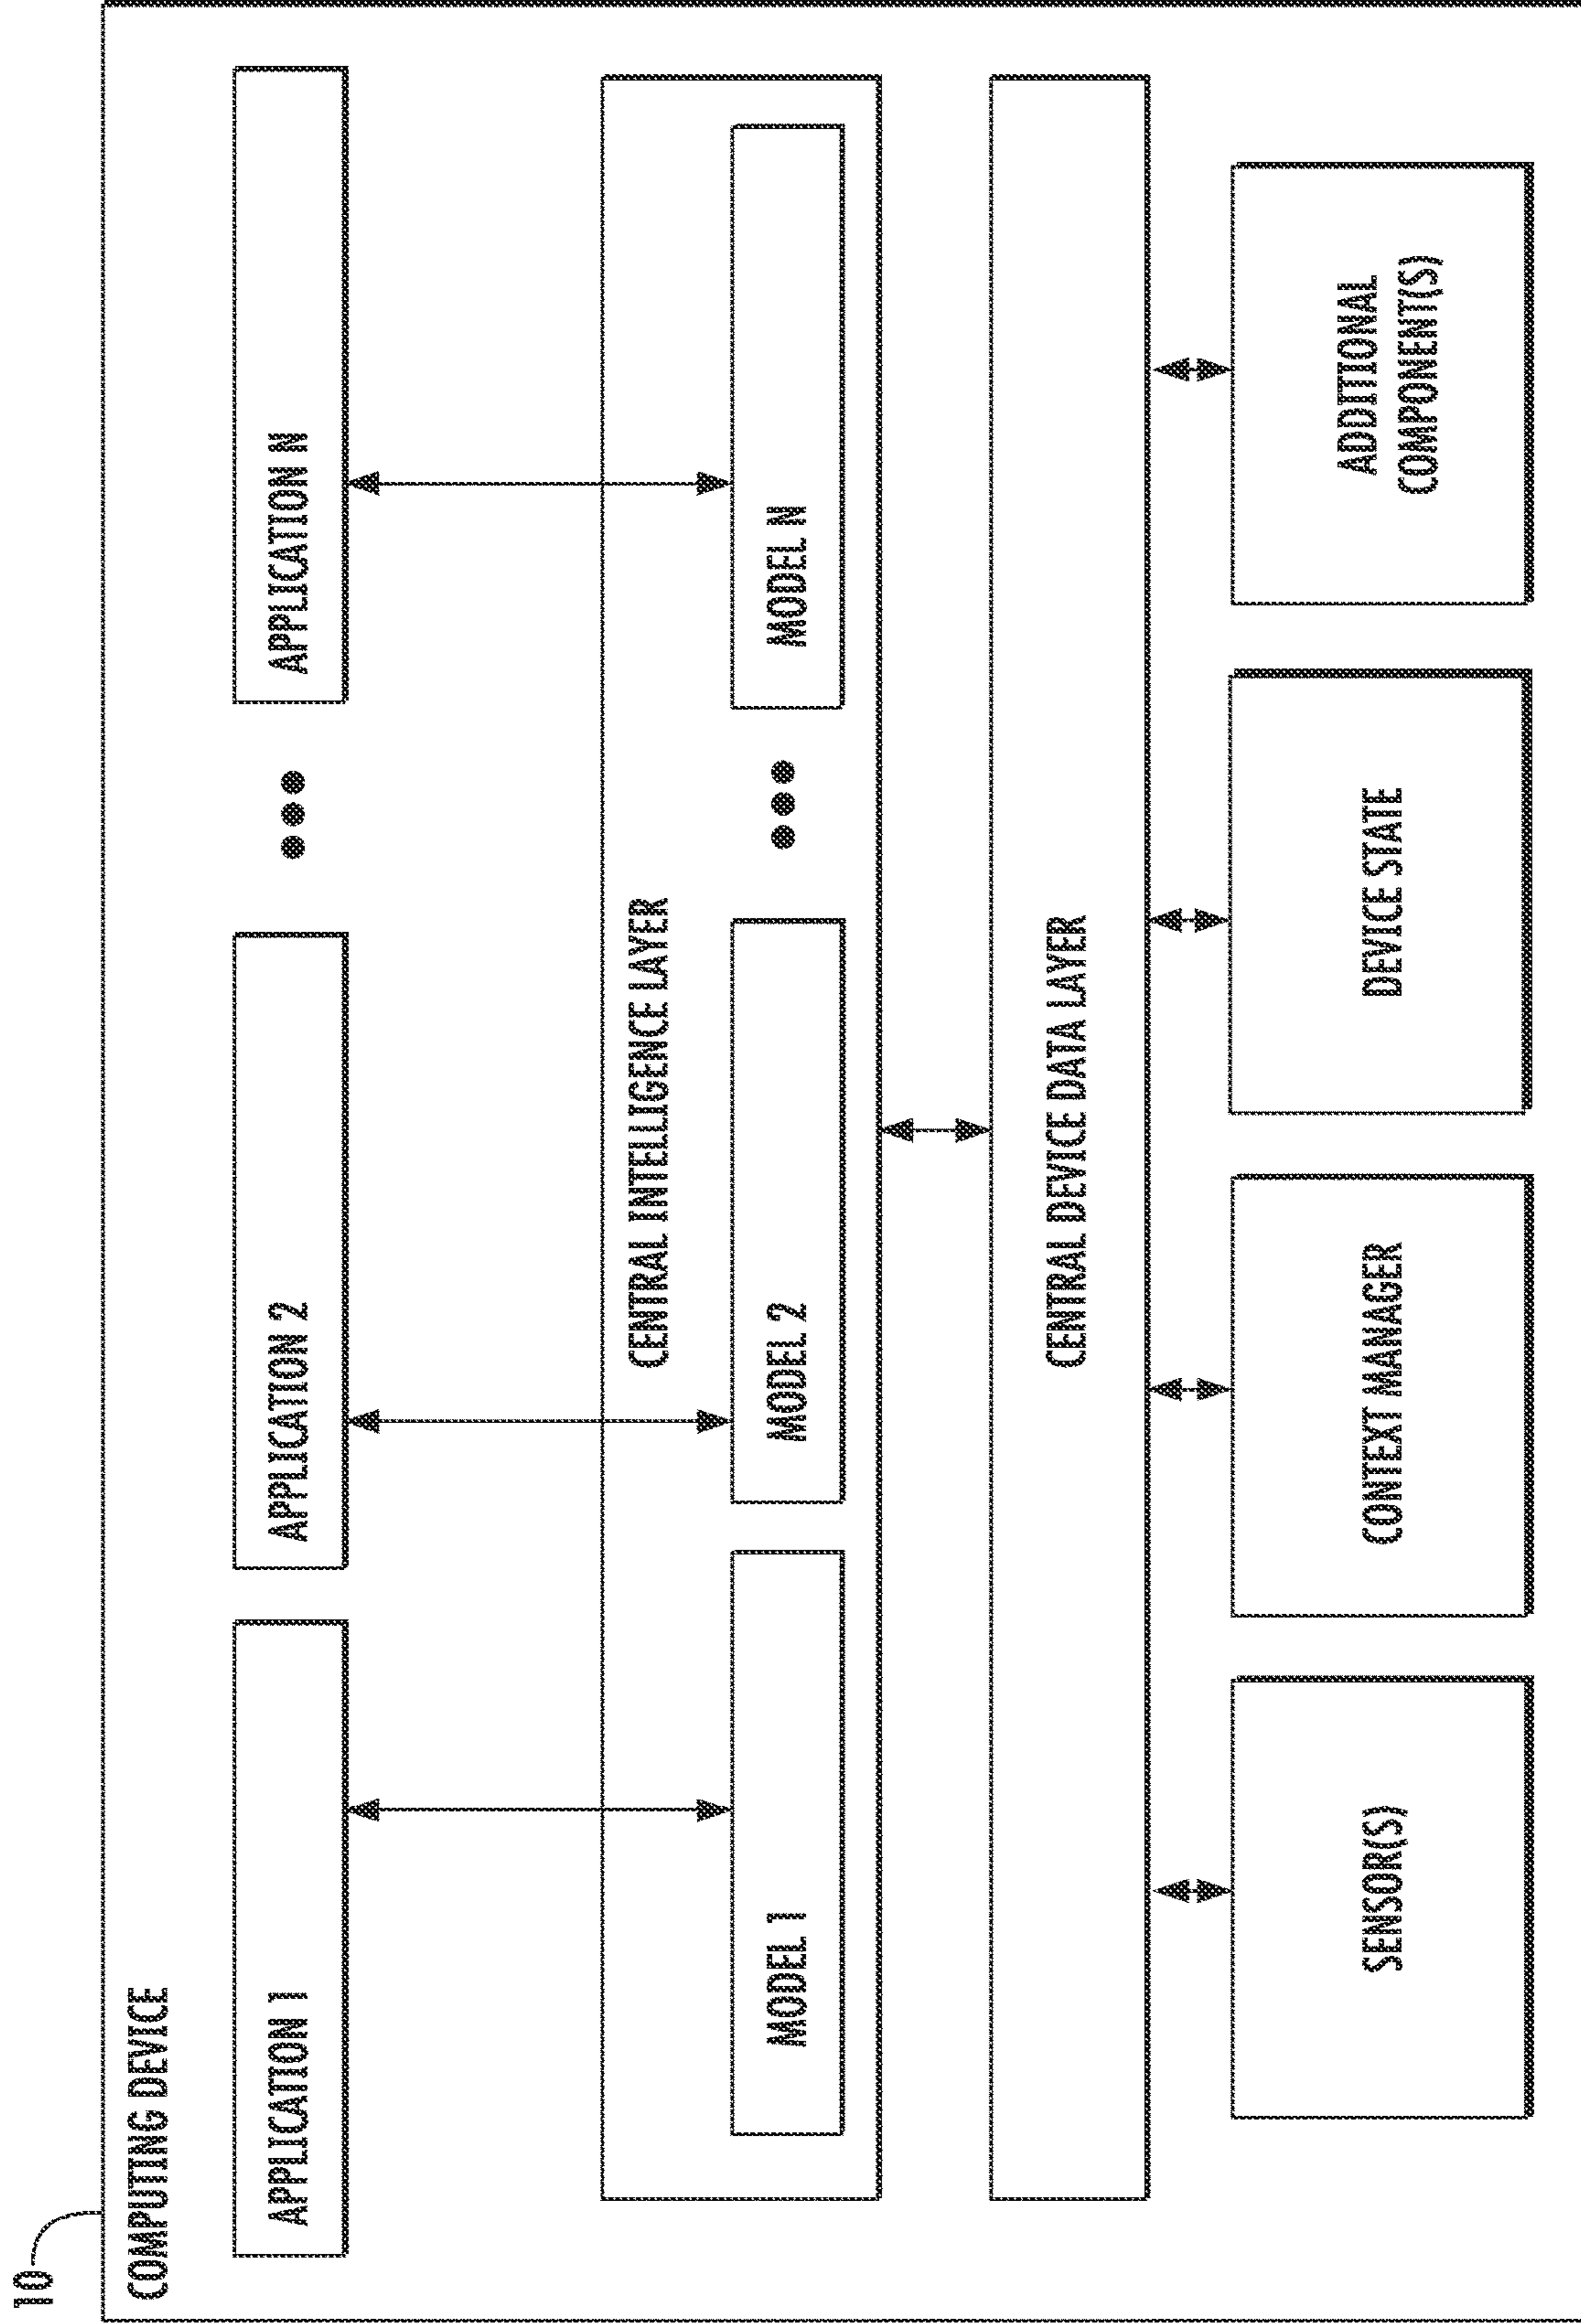 10
COMPUTING DEVICE
APPLICATION 1
APPLICATION 2
APPLICATION N
CENTRAL INTELLIGENCE LAYER
MODEL 1
MODEL 2
MODEL N
CENTRAL DEVICE DATA LAYER
SENSOR(S)
CONTEXT MANAGER
DEVICE STATE
ADDITIONAL
COMPONENT(S)